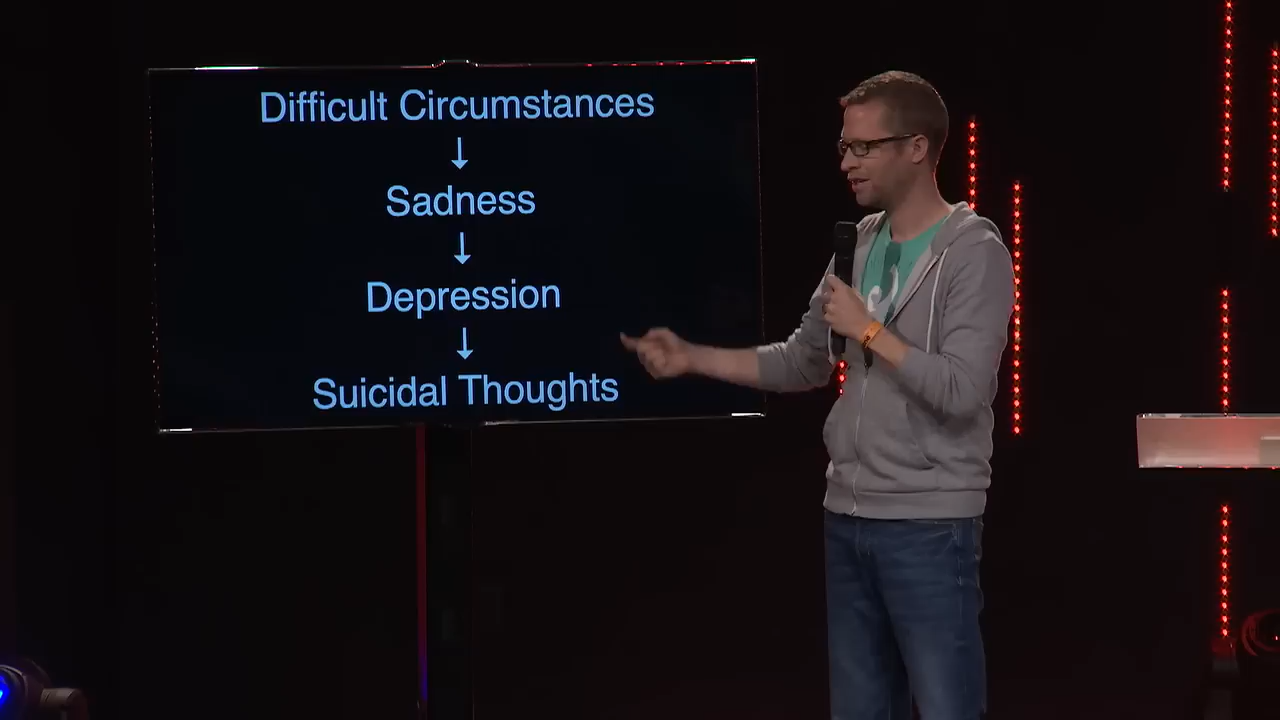 Difficult Circumstances
↓
Sadness
↓
Depression
↓
Suicidal Thoughts